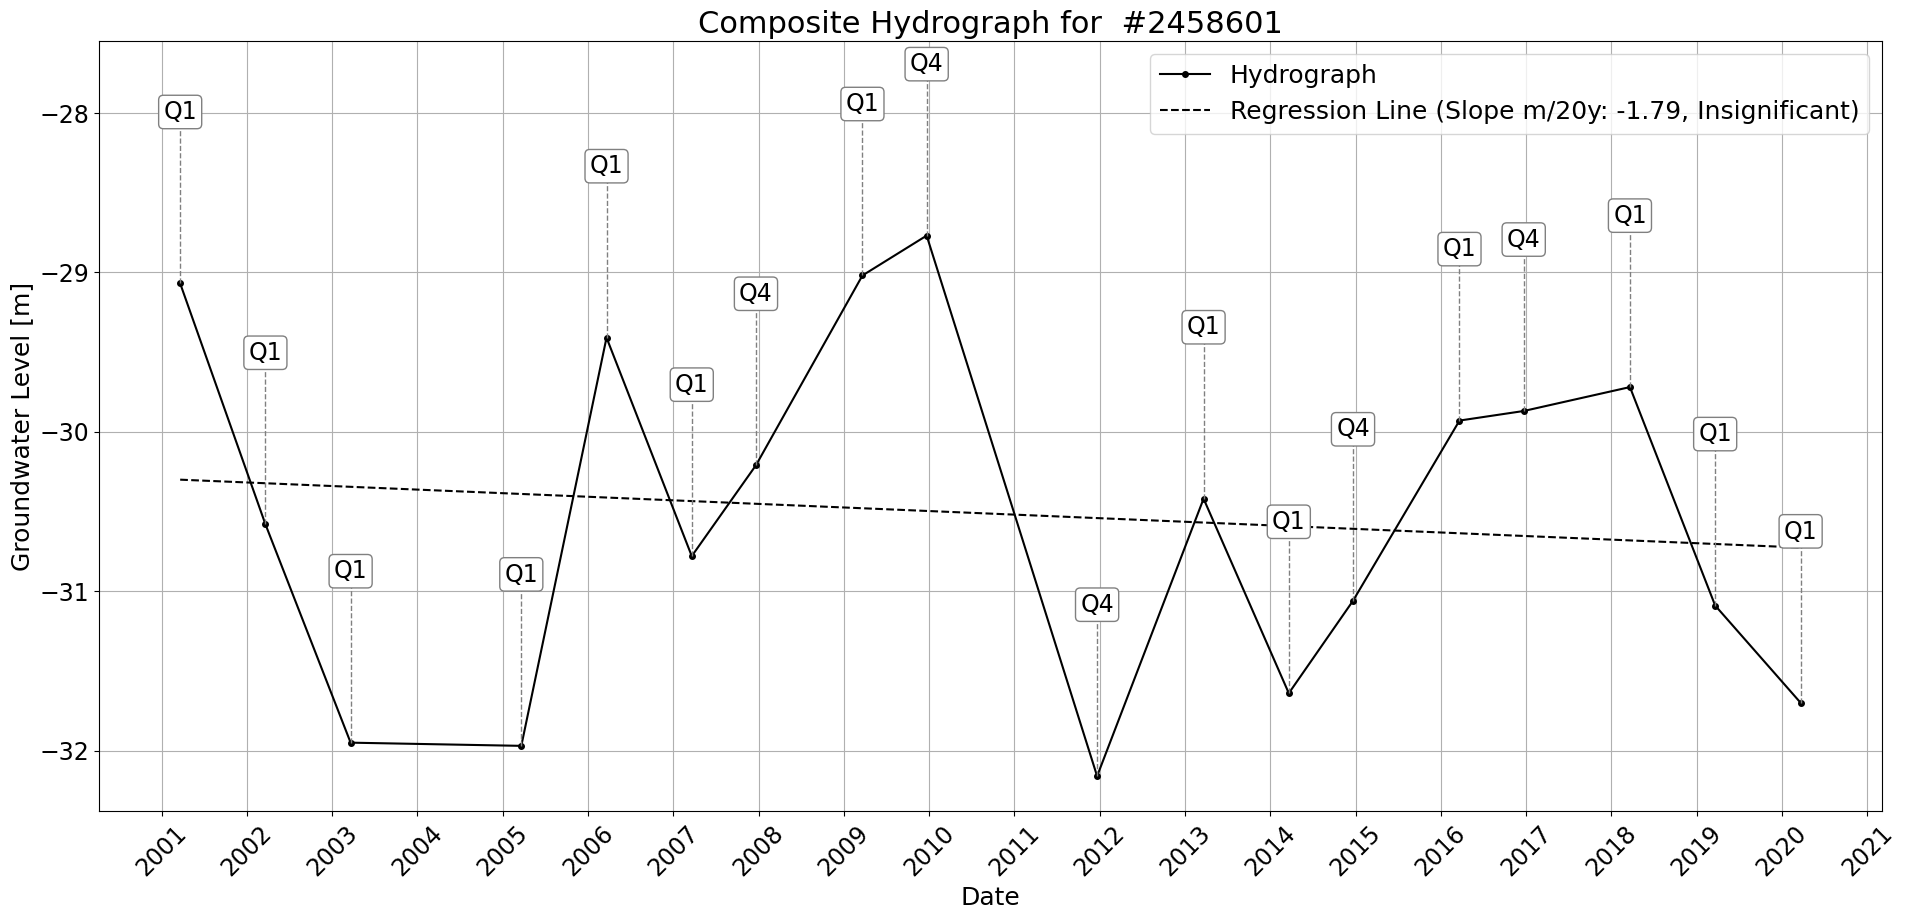 Composite Hydrograph for  #2458601
Hydrograph
Regression Line (Slope m/20y: -1.79, Insignificant)
Groundwater Level [m]
−28
−29
−30
−31
−32
Q1
Q1
Q1
Q1
Q1
Q1
Q4
Q1
Q4
Q4
Q1
Q1
Q4
Q1
Q4
Q1
Q1
Q1
2001
2002
2003
2004
2005
2006
2007
2008
2009
2010
2011
2012
2013
2014
2015
2016
2017
2018
2019
2020
2021
Date